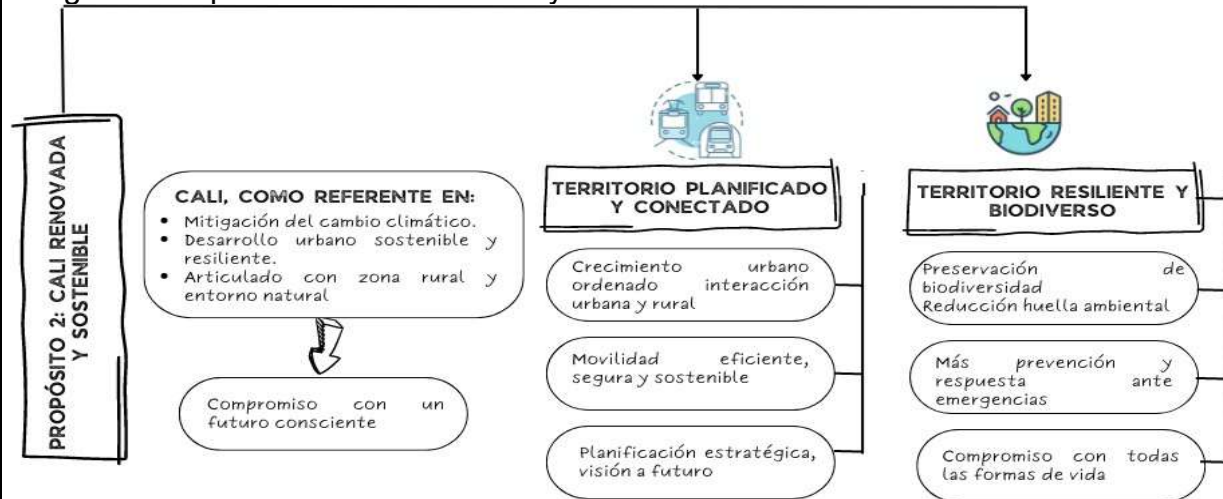 PROPÓSITO 2: CALI RENOVADA
Y SOSTENIBLE
CALI, COMO REFERENTE EN:
• Mitigación del cambio climático.
• Desarrollo urbano sostenible y
resiliente.
• Articulado con zona rural y
entorno natural
Compromiso con un
futuro consciente
TERRITORIO PLANIFICADO
Y CONECTADO
Crecimiento urbano
ordenado interacción
urbana y rural
Movilidad eficiente,
segura y sostenible
Planificación estratégica,
visión a futuro
TERRITORIO RESILIENTE Y
BIODIVERSO
Preservación de
biodiversidad
Reducción huella ambiental
Más prevención y
respuesta ante
emergencias
Compromiso con todas
las formas de vida